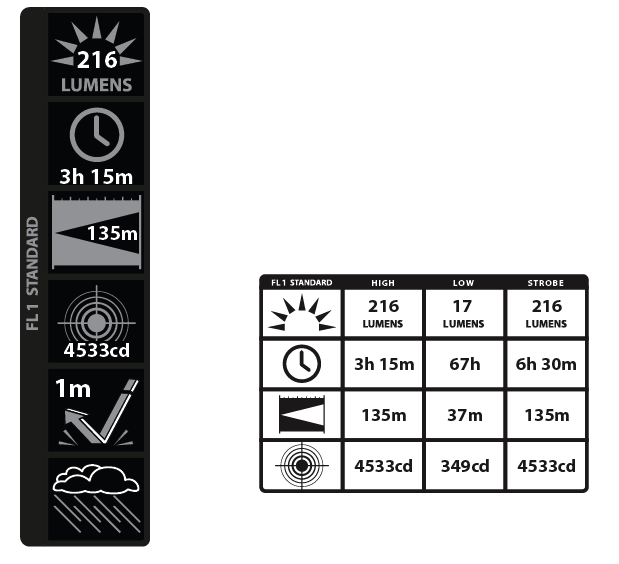 216
LUMENS
3h 15m
135m
FL1 STANDARD
4533cd
1m
FL1 STANDARD HIGH LOW STROBE
216 17 216
LUMENS LUMENS LUMENS
3h 15m 67h 6h 30m
135m 37m 135m
4533cd 349cd 4533cd